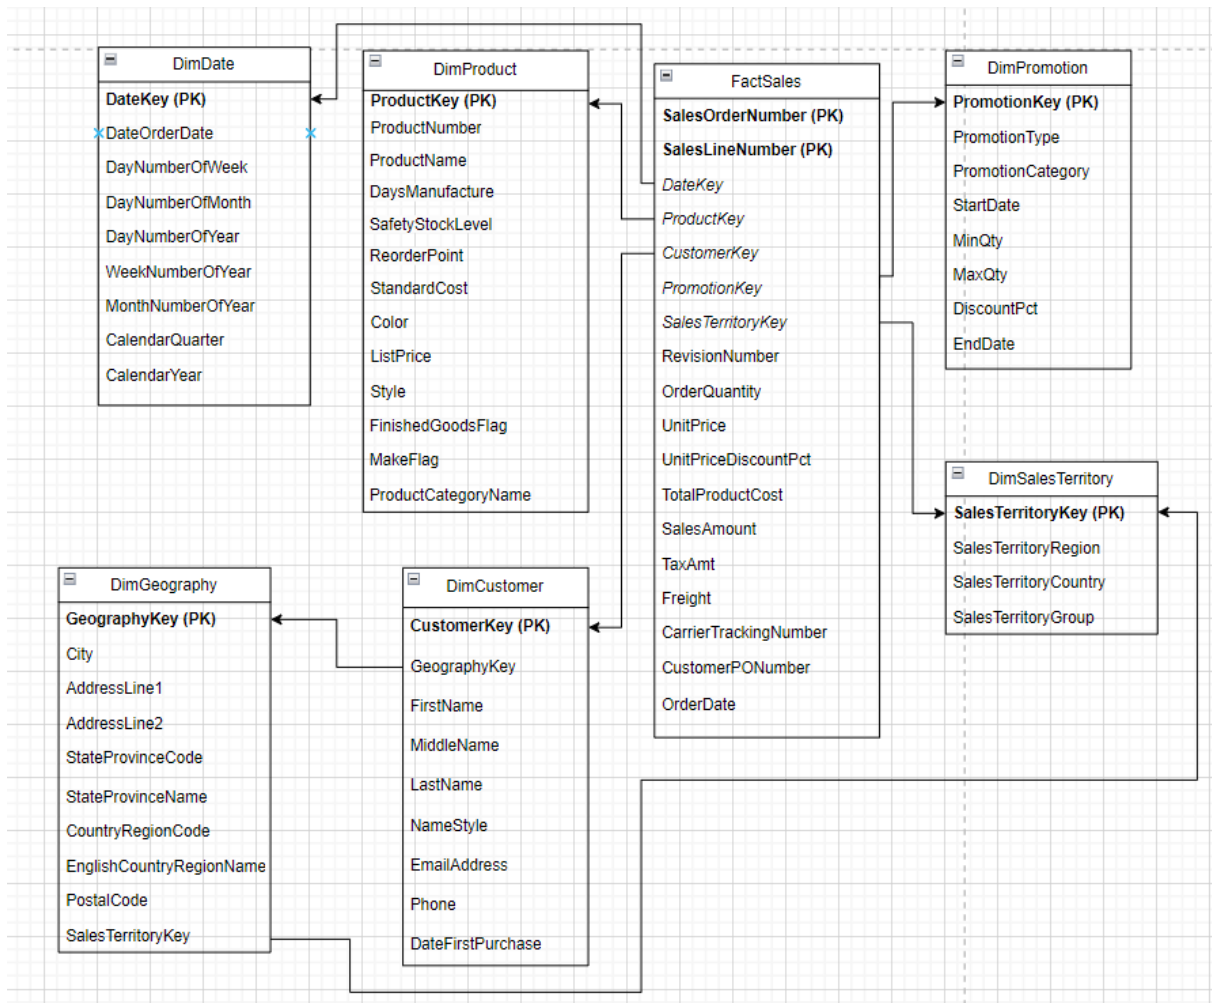 DimDate
DateKey (PK)
DateOrderDate
DayNumberOfWeek
DayNumberOfMonth
DayNumberOfYear
WeekNumberOfYear
MonthNumberOfYear
CalendarQuarter
CalendarYear
DimProduct
ProductKey (PK)
ProductNumber
ProductName
DaysManufacture
SafetyStockLevel
ReorderPoint
StandardCost
Color
ListPrice
Style
FinishedGoodsFlag
MakeFlag
ProductCategoryName
FactSales
SalesOrderNumber (PK)
SalesLineNumber (PK)
DateKey
ProductKey
CustomerKey
PromotionKey
SalesTerritoryKey
RevisionNumber
OrderQuantity
UnitPrice
UnitPriceDiscountPct
TotalProductCost
SalesAmount
TaxAmt
Freight
CarrierTrackingNumber
CustomerPONumber
OrderDate
DimPromotion
PromotionKey (PK)
PromotionType
PromotionCategory
StartDate
MinQty
MaxQty
DiscountPct
EndDate
DimSalesTerritory
SalesTerritoryKey (PK)
SalesTerritoryRegion
SalesTerritoryCountry
SalesTerritoryGroup
DimGeography
GeographyKey (PK)
City
AddressLine1
AddressLine2
StateProvinceCode
StateProvinceName
CountryRegionCode
EnglishCountryRegionName
PostalCode
SalesTerritoryKey
DimCustomer
CustomerKey (PK)
GeographyKey
FirstName
MiddleName
LastName
NameStyle
EmailAddress
Phone
DateFirstPurchase